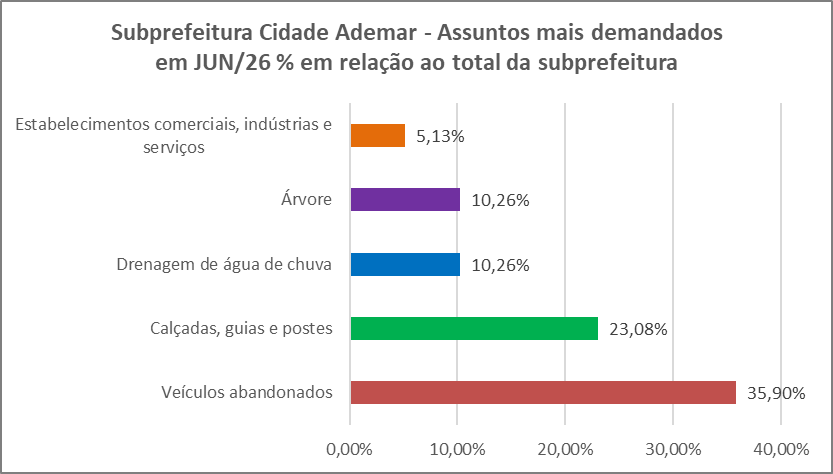 Subprefeitura Cidade Ademar - Assuntos mais demandados
em JUN/26 % em relação ao total da subprefeitura
Estabelecimentos comerciais, indústrias e
serviços
5,13%
Árvore
10,26%
Drenagem de água de chuva
10,26%
Calçadas, guias e postes
23,08%
Veículos abandonados
35,90%
0,00% 10,00% 20,00% 30,00% 40,00%